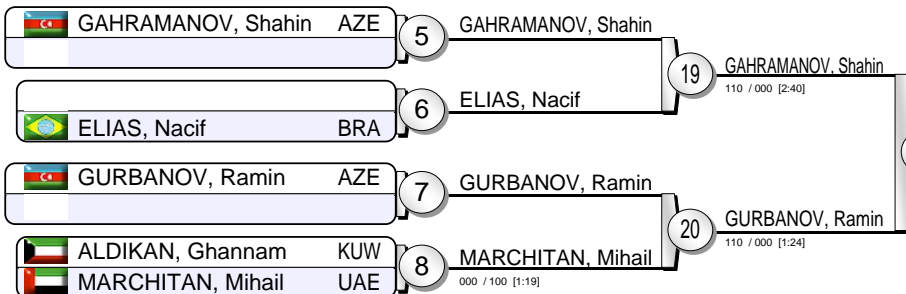 GAHRAMANOV, Shahin AZE
5
GAHRAMANOV, Shahin
19
GAHRAMANOV, Shahin
110 / 000 [2:40]
6
ELIAS, Nacif
ELIAS, Nacif BRA
GURBANOV, Ramin AZE
7
GURBANOV, Ramin
20
GURBANOV, Ramin
110 / 000 [1:24]
ALDIKAN, Ghannam KUW
8
MARCHITAN, Mihail
000 / 100 [1:19]
MARCHITAN, Mihail UAE